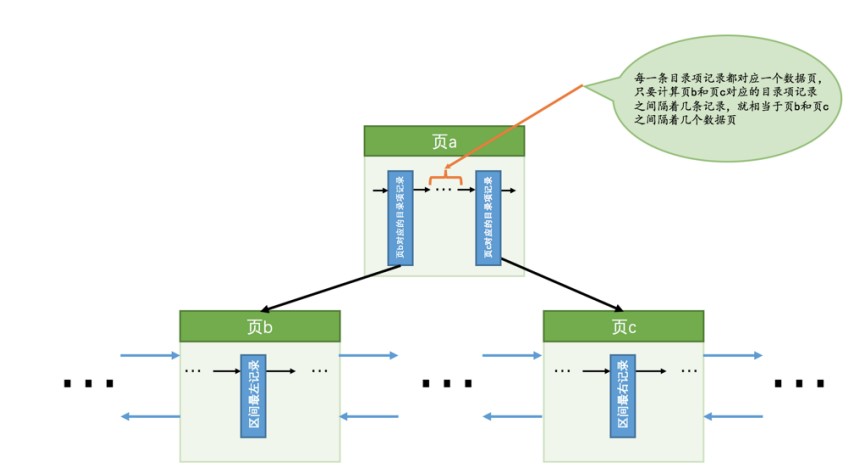 每一条目录项记录都对应一个数据页，
只要计算页b和页c对应的目录项记录
之间隔着几条记录，就相当于页b和页c
之间隔着几个数据页
页a
页b对应的目录项记录
...
页c对应的目录项记录
页b
页c
...
...
区间最左记录
...
...
...
区间最右记录
...
...